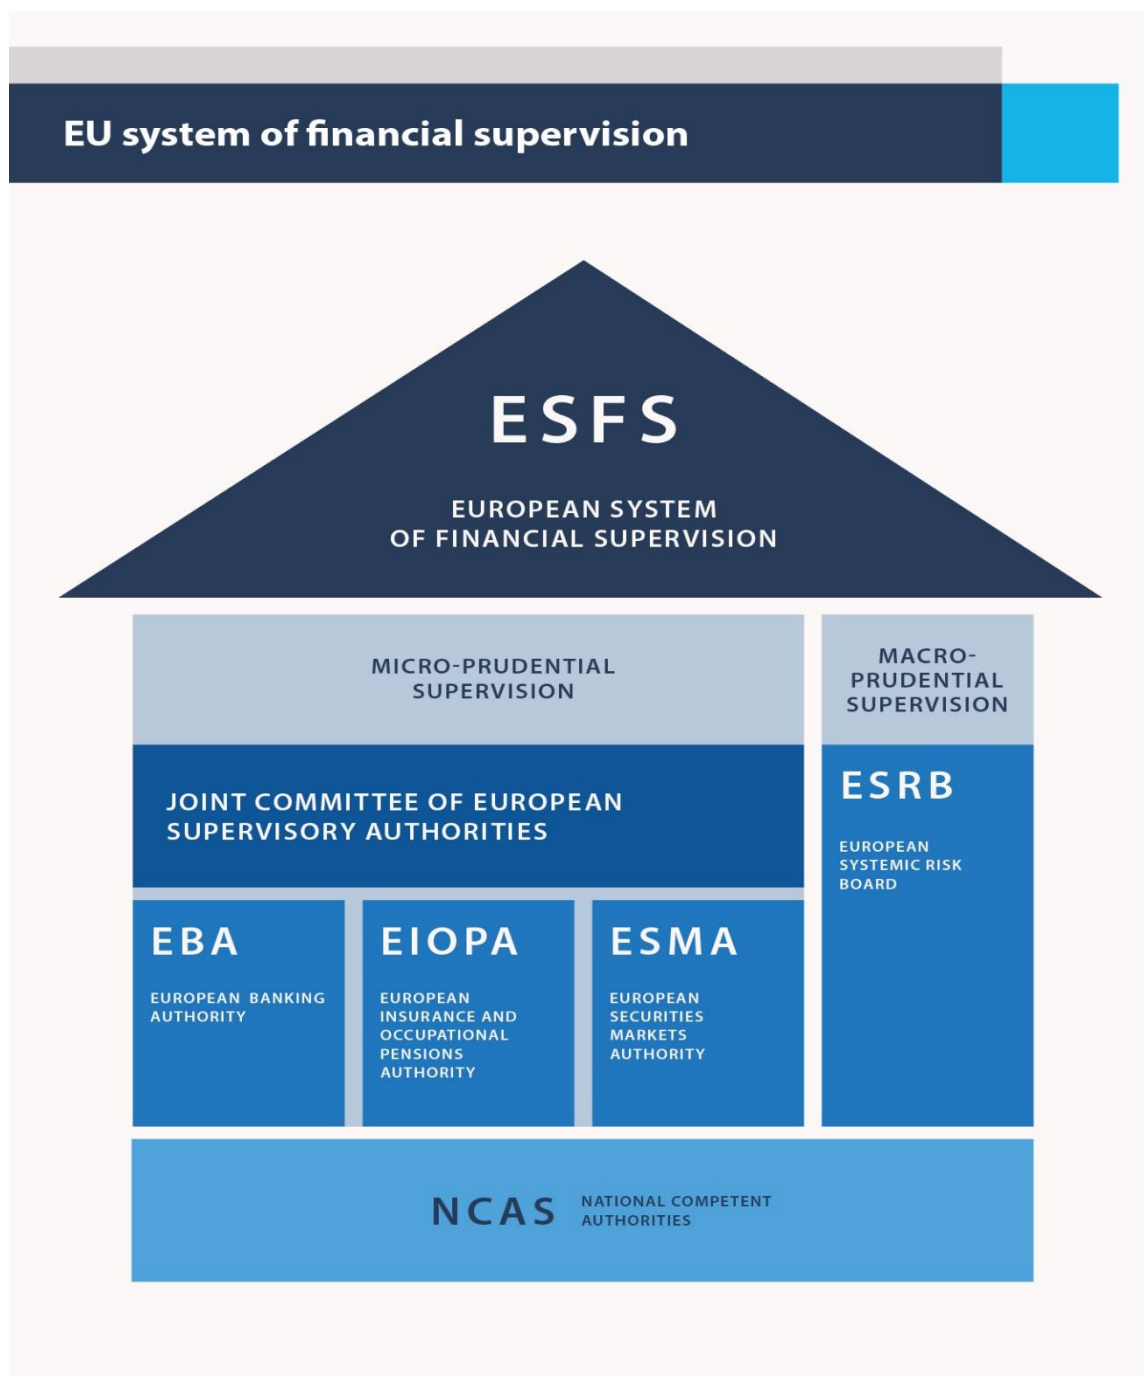 EU system of financial supervision
ESFS
EUROPEAN SYSTEM
OF FINANCIAL SUPERVISION
MICRO-PRUDENTIAL
SUPERVISION
MACRO-
PRUDENTIAL
SUPERVISION
JOINT COMMITTEE OF EUROPEAN
SUPERVISORY AUTHORITIES
ESRB
EUROPEAN
SYSTEMIC RISK
BOARD
EBA
EUROPEAN BANKING
AUTHORITY
EIOPA
EUROPEAN
INSURANCE AND
OCCUPATIONAL
PENSIONS
AUTHORITY
ESMA
EUROPEAN
SECURITIES
MARKETS
AUTHORITY
NCAS
NATIONAL COMPETENT
AUTHORITIES